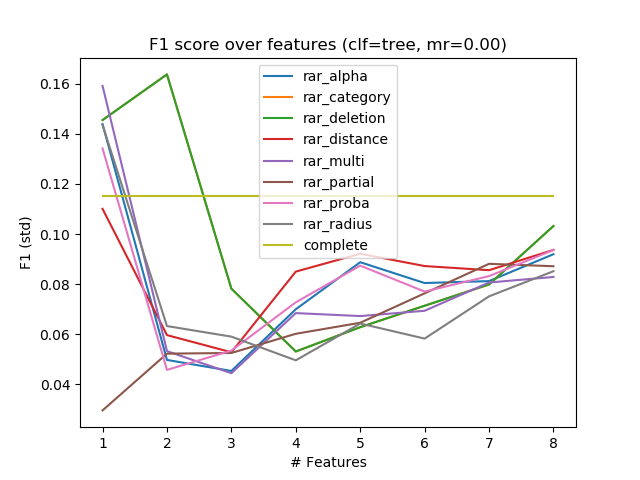 F1 score over features (clf=tree, mr=0.00)
0.16
0.14
0.12
0.10
0.08
0.06
0.04
F1 (std)
rar_alpha
rar_category
rar_deletion
rar_distance
rar_multi
rar_partial
rar_proba
rar_radius
complete
1 2 3 4 5 6 7 8
# Features